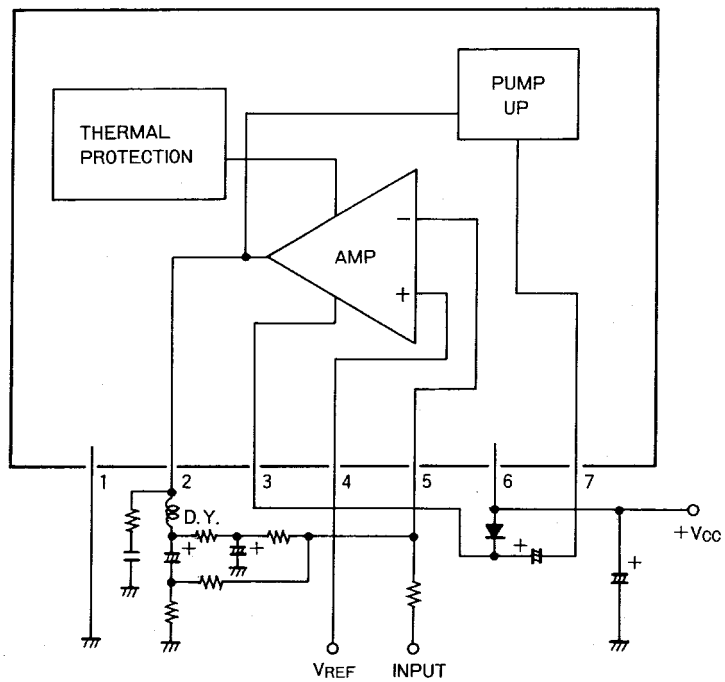 PUMP
UP
THERMAL
PROTECTION
AMP
−
+
1
2
3
4
5
6
7
D.Y.
+
+
+
+
+VCC
VREF
INPUT